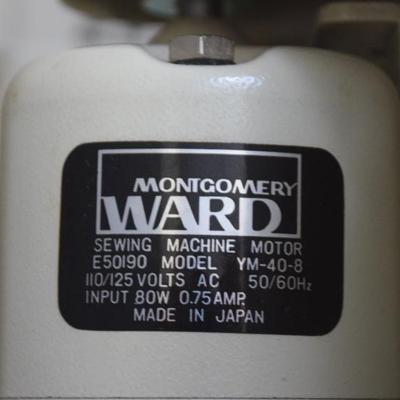 MONTGOMERY
WARD
SEWING MACHINE MOTOR
E50190 MODEL YM-40-8
110/125 VOLTS AC 50/60Hz
INPUT 80W 0.75AMP.
MADE IN JAPAN